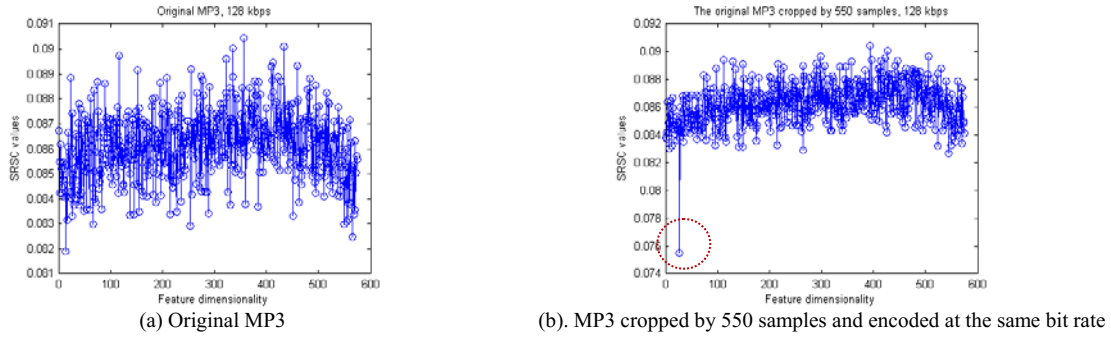 Original MP3, 128 kbps
0.091
0.09
0.089
0.088
0.087
0.086
0.085
0.084
0.083
0.082
0.081
SRSC values
0 100 200 300 400 500 600
Feature dimensionality
(a) Original MP3
The original MP3 cropped by 550 samples, 128 kbps
0.092
0.09
0.088
0.086
0.084
0.082
0.08
0.078
0.076
0.074
SRSC values
0 100 200 300 400 500 600
Feature dimensionality
(b). MP3 cropped by 550 samples and encoded at the same bit rate